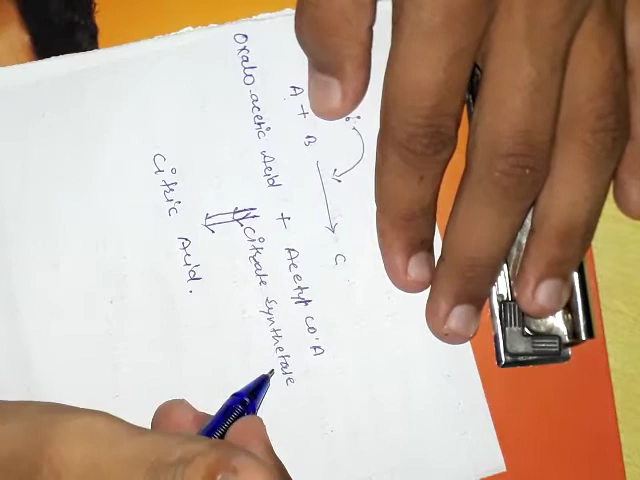 A + B → C
Oxalo acetic Acid + Acetyl CO'A
Citrate Synthetase
Citric Acid.